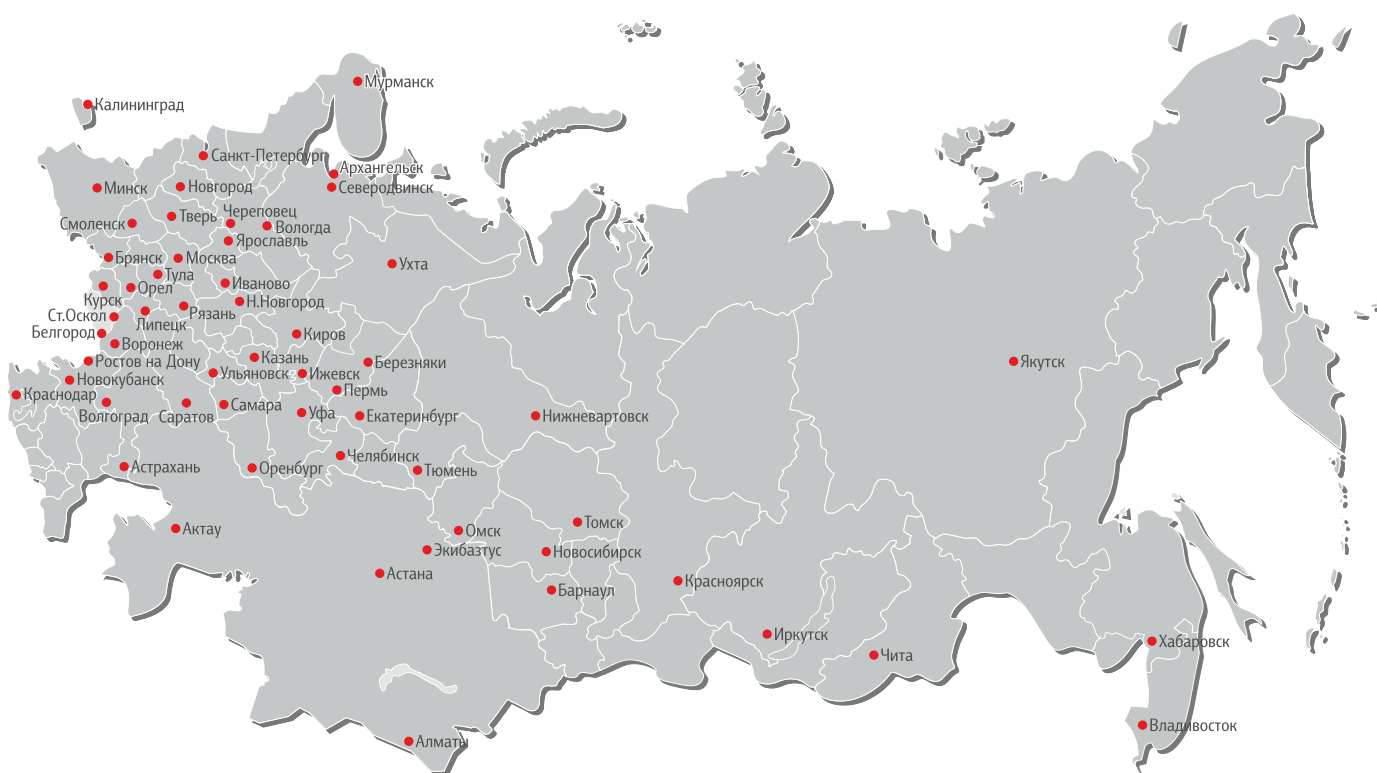 Мурманск
Калининград
Санкт-Петербург
Архангельск
Северодвинск
Минск
Новгород
Тверь
Череповец
Смоленск
Вологда
Ярославль
Брянск
Москва
Ухта
Тула
Иваново
Орел
Курск
Н.Новгород
Ст.Оскол
Липецк
Рязань
Белгород
Киров
Воронеж
Ростов на Дону
Казань
Березняки
Якутск
Новокубанск
Ульяновск
Ижевск
Краснодар
Пермь
Волгоград
Саратов
Самара
Уфа
Екатеринбург
Нижневартовск
Челябинск
Астрахань
Оренбург
Тюмень
Актау
Омск
Томск
Экибазтус
Новосибирск
Астана
Барнаул
Красноярск
Иркутск
Хабаровск
Чита
Владивосток
Алматы